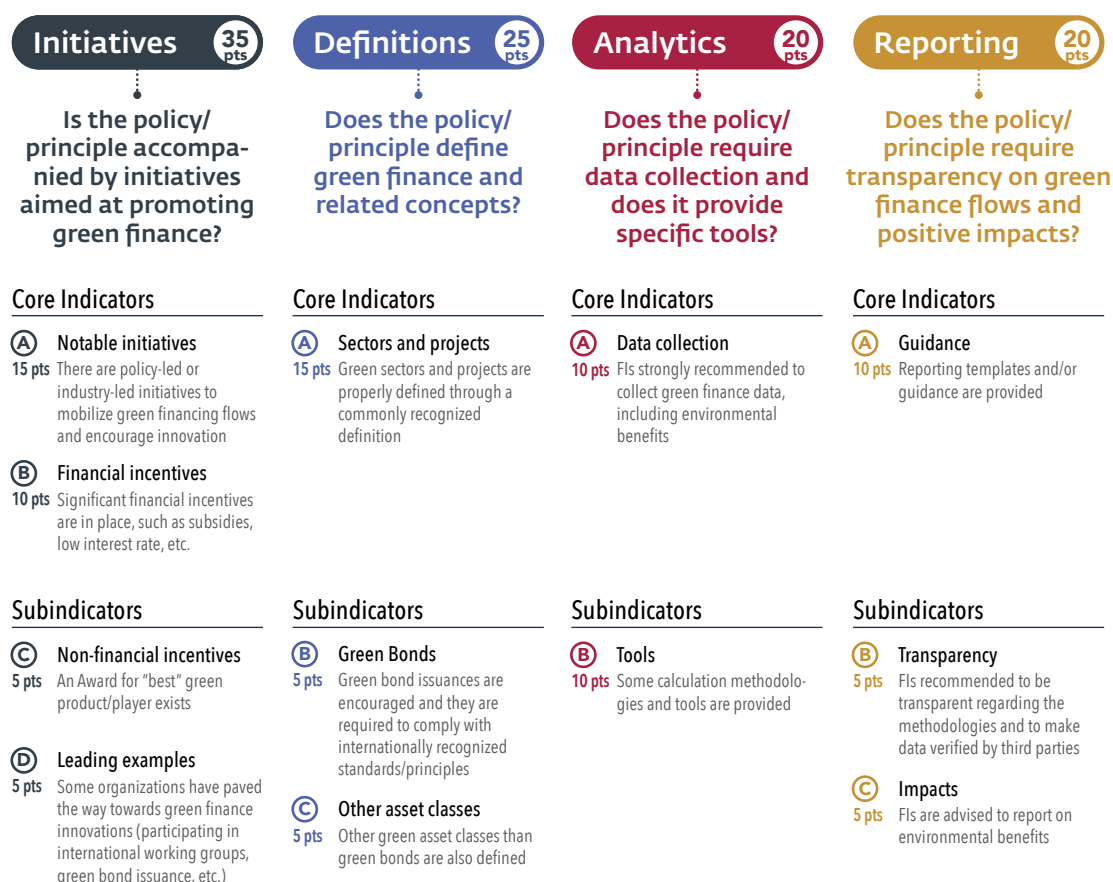 Initiatives 35 pts
Is the policy/
principle accompa-
nied by initiatives
aimed at promoting
green finance?
Core Indicators
A Notable initiatives
15 pts There are policy-led or
industry-led initiatives to
mobilize green financing flows
and encourage innovation
B Financial incentives
10 pts Significant financial incentives
are in place, such as subsidies,
low interest rate, etc.
Subindicators
C Non-financial incentives
5 pts An Award for “best” green
product/player exists
D Leading examples
5 pts Some organizations have paved
the way towards green finance
innovations (participating in
international working groups,
green bond issuance, etc.)
Definitions 25 pts
Does the policy/
principle define
green finance and
related concepts?
Core Indicators
A Sectors and projects
15 pts Green sectors and projects are
properly defined through a
commonly recognized
definition
Subindicators
B Green Bonds
5 pts Green bond issuances are
encouraged and they are
required to comply with
internationally recognized
standards/principles
C Other asset classes
5 pts Other green asset classes than
green bonds are also defined
Analytics 20 pts
Does the policy/
principle require
data collection and
does it provide
specific tools?
Core Indicators
A Data collection
10 pts FIs strongly recommended to
collect green finance data,
including environmental
benefits
Subindicators
B Tools
10 pts Some calculation methodolo-
gies and tools are provided
Reporting 20 pts
Does the policy/
principle require
transparency on green
finance flows and
positive impacts?
Core Indicators
A Guidance
10 pts Reporting templates and/or
guidance are provided
Subindicators
B Transparency
5 pts FIs recommended to be
transparent regarding the
methodologies and to make
data verified by third parties
C Impacts
5 pts FIs are advised to report on
environmental benefits